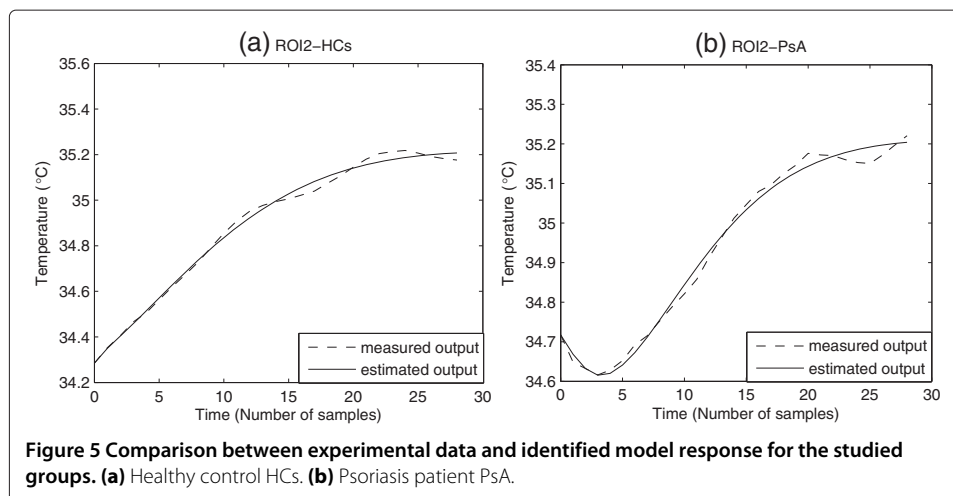 (a) ROI2−HCs
35.6
35.4
35.2
35
34.8
34.6
34.4
34.2
Temperature (°C)
0 5 10 15 20 25 30
Time (Number of samples)
measured output
estimated output
(b) ROI2−PsA
35.4
35.3
35.2
35.1
35
34.9
34.8
34.7
34.6
Temperature (°C)
0 5 10 15 20 25 30
Time (Number of samples)
measured output
estimated output
Figure 5 Comparison between experimental data and identified model response for the studied
groups. (a) Healthy control HCs. (b) Psoriasis patient PsA.